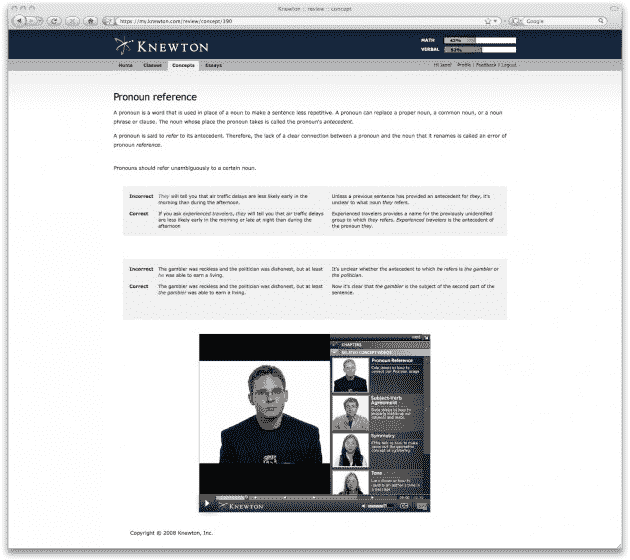 Knewton :: review :: concept
https://my.knewton.com/review/concept/190
Google
KNEWTON
MATH
VERBAL
Home Classes Concepts Essays
Profile | Feedback | Logout
Pronoun reference
A pronoun is a word that is used in place of a noun to make a sentence less repetitive. A pronoun can replace a proper noun, a common noun, or a noun
phrase or clause. The noun whose place the pronoun takes is called the pronoun's antecedent.
A pronoun is said to refer to its antecedent. Therefore, the lack of a clear connection between a pronoun and the noun that it renames is called an error of
pronoun reference.
Pronouns should refer unambiguously to a certain noun.
Incorrect They will tell you that air traffic delays are less likely early in the
morning than during the afternoon.
Unless a previous sentence has provided an antecedent for they, it's
unclear to what noun they refers.
Correct If you ask experienced travelers, they will tell you that air traffic delays
are less likely early in the morning or late at night than during the
afternoon
Experienced travelers provides a name for the previously unidentified
group to which they refers. Experienced travelers is the antecedent of
the pronoun they.
Incorrect The gambler was reckless and the politician was dishonest, but at least
he was able to earn a living.
It's unclear whether the antecedent to which he refers is the gambler or
the politician.
Correct The gambler was reckless and the politician was dishonest, but at least
the gambler was able to earn a living.
Now it's clear that the gambler is the subject of the second part of the
sentence.
CHAPTERS
RELATED CONCEPT VIDEOS
Pronoun Reference
Subject-Verb
Agreement
Symmetry
Tone
KNEWTON
Copyright © 2008 Knewton, Inc.